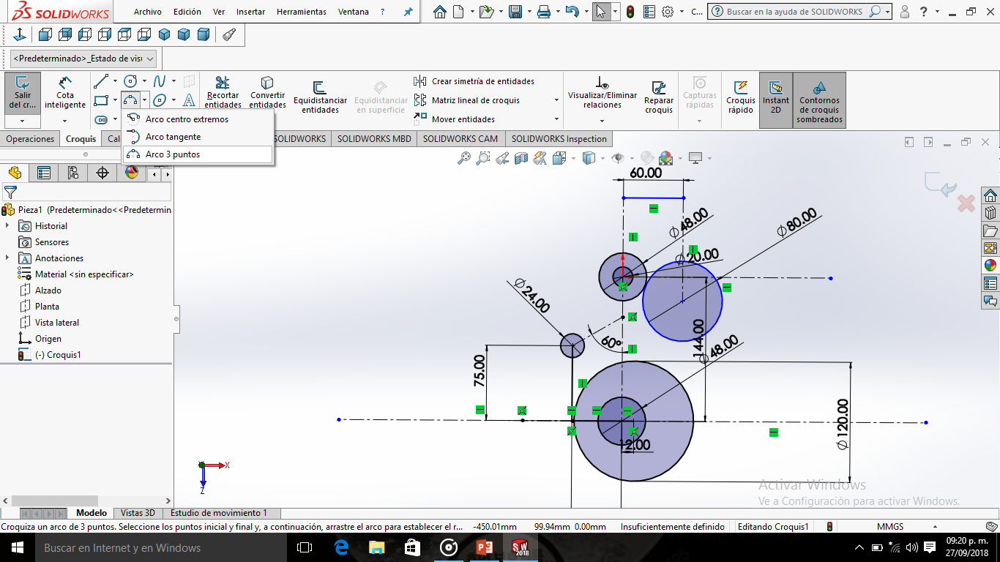 SOLIDWORKS
Archivo Edición Ver Insertar Herramientas Ventana ?
C... Buscar en la ayuda de SOLIDWORKS ?
<Predeterminado>_Estado de visu
Salir del cr...
Cota inteligente
Recortar entidades
Convertir entidades
Equidistanciar entidades
Equidistanciar en superficie
Crear simetría de entidades
Matriz lineal de croquis
Mover entidades
Visualizar/Eliminar relaciones
Reparar croquis
Capturas rápidas
Croquis rápido
Instant 2D
Contornos de croquis sombreados
Arco centro extremos
Arco tangente
Arco 3 puntos
Operaciones Croquis Cal SOLIDWORKS SOLIDWORKS MBD SOLIDWORKS CAM SOLIDWORKS Inspection
Pieza1 (Predeterminado<<Predetermin
Historial
Sensores
Anotaciones
Material <sin especificar>
Alzado
Planta
Vista lateral
Origen
(-) Croquis1
60.00
∅48.00
∅80.00
∅20.00
∅24.00
60°
144.00
∅48.00
75.00
∅120.00
12.00
X
Z
Activar Windows
Ve a Configuración para activar Windows.
Modelo Vistas 3D Estudio de movimiento 1
Croquiza un arco de 3 puntos. Seleccione los puntos inicial y final y, a continuación, arrastre el arco para establecer el r... -450.01mm 99.94mm 0.00mm Insuficientemente definido Editando Croquis1 MMGS
Buscar en Internet y en Windows
SW 2018
09:20 p. m.
27/09/2018